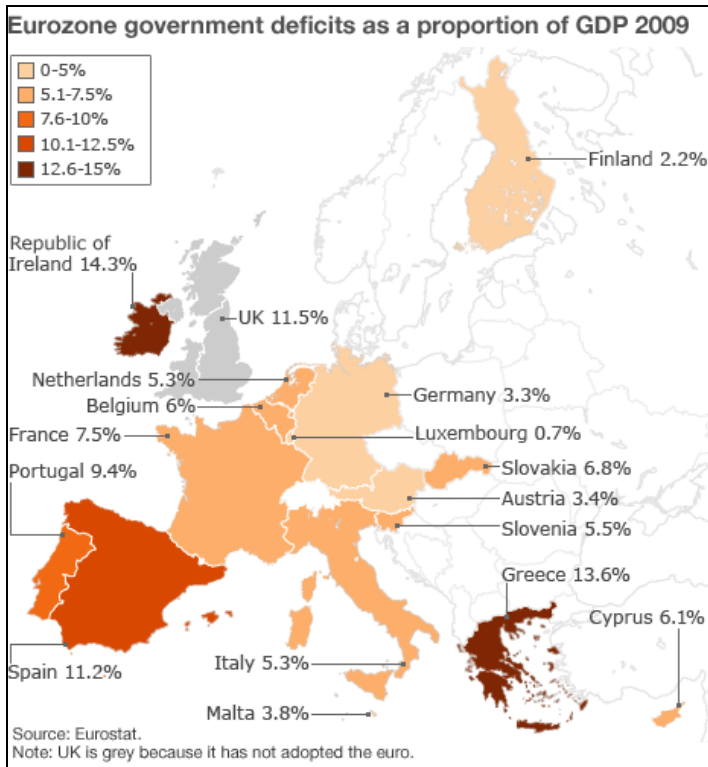 Eurozone government deficits as a proportion of GDP 2009
0-5%
5.1-7.5%
7.6-10%
10.1-12.5%
12.6-15%
Finland 2.2%
Republic of
Ireland 14.3%
UK 11.5%
Netherlands 5.3%
Germany 3.3%
Belgium 6%
France 7.5%
Luxembourg 0.7%
Portugal 9.4%
Slovakia 6.8%
Austria 3.4%
Slovenia 5.5%
Greece 13.6%
Cyprus 6.1%
Spain 11.2%
Italy 5.3%
Malta 3.8%
Source: Eurostat.
Note: UK is grey because it has not adopted the euro.